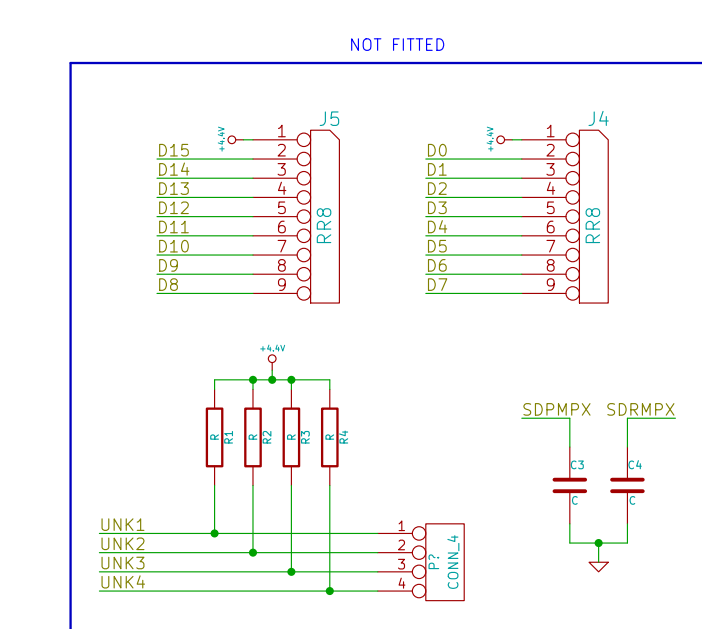 NOT FITTED
J5
+4.4V
1
D15
2
D14
3
D13
4
D12
5
D11
6
D10
7
D9
8
D8
9
RR8
J4
+4.4V
1
D0
2
D1
3
D2
4
D3
5
D4
6
D5
7
D6
8
D7
9
RR8
+4.4V
R
R1
R
R2
R
R3
R
R4
UNK1
1
UNK2
2
UNK3
3
UNK4
4
P?
CONN_4
SDPMPX
SDRMPX
C3
C
C4
C